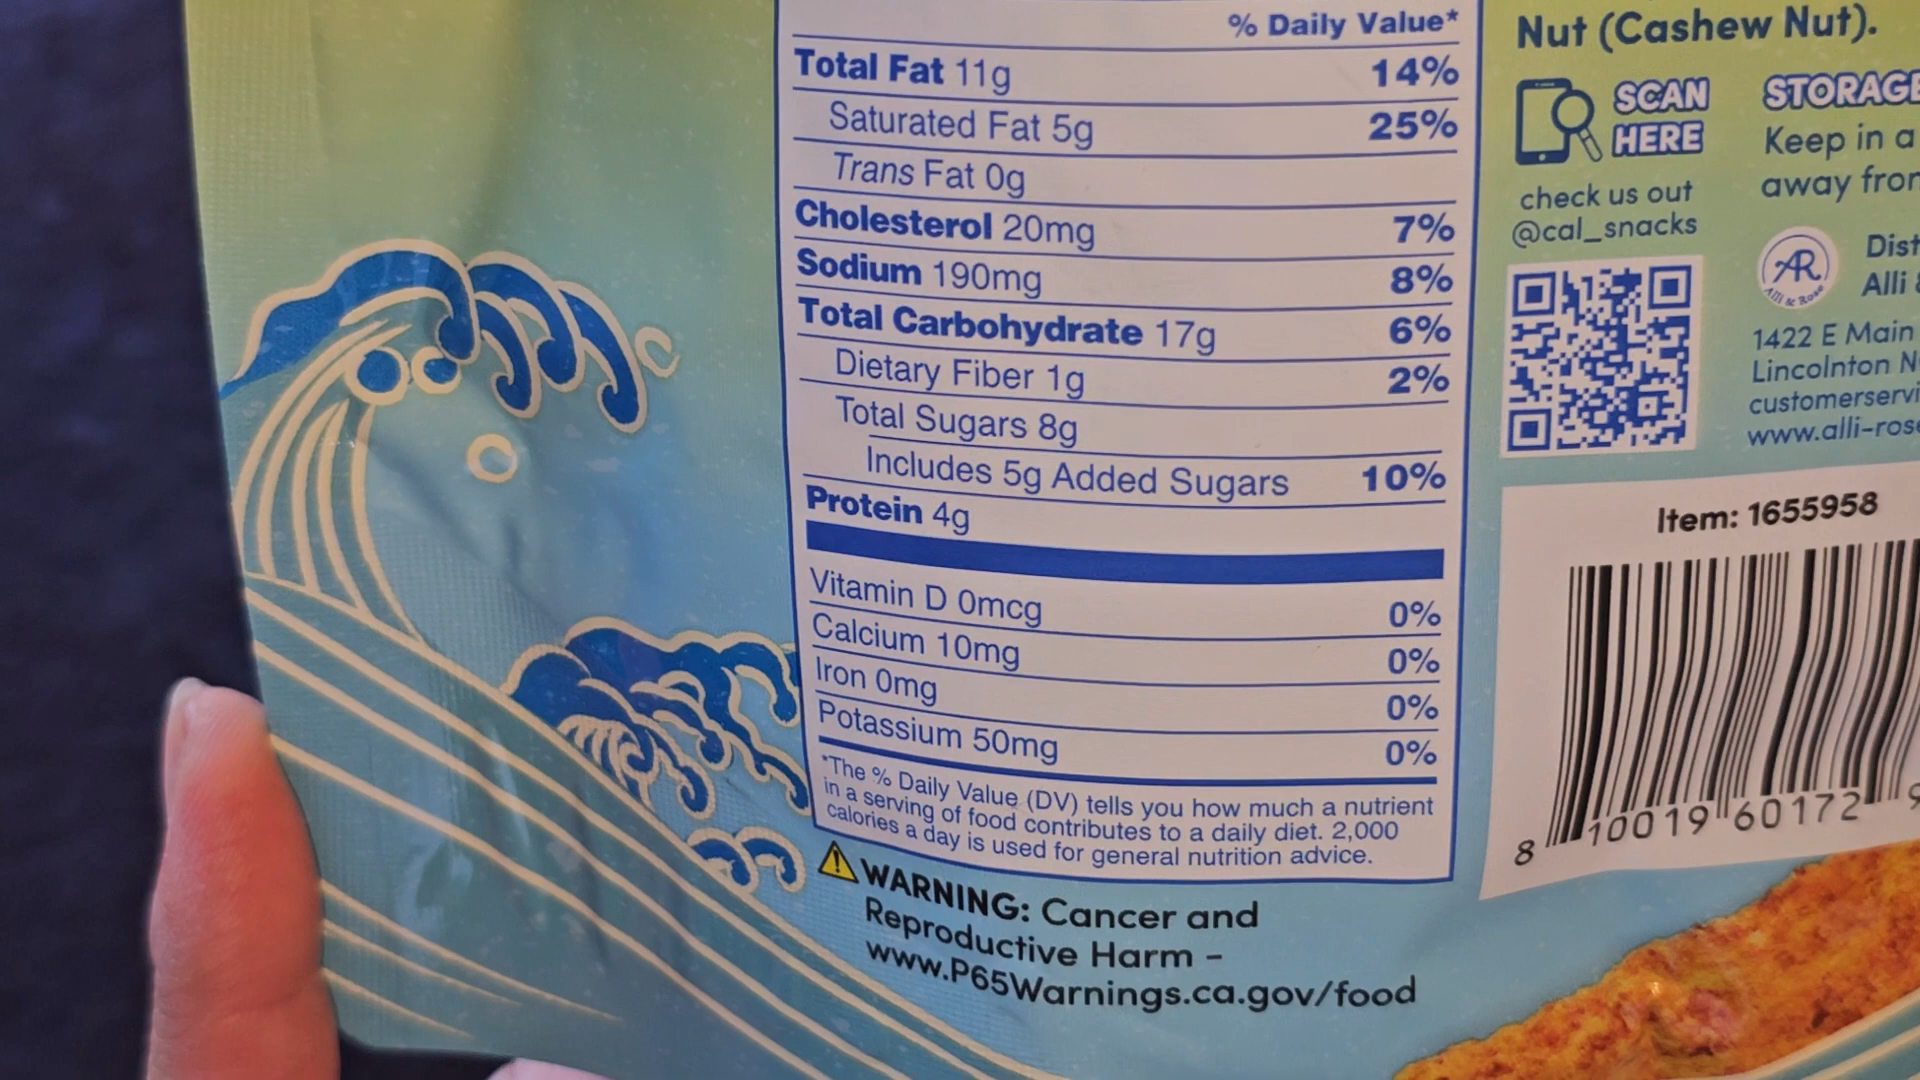 % Daily Value*
Total Fat 11g 14%
Saturated Fat 5g 25%
Trans Fat 0g
Cholesterol 20mg 7%
Sodium 190mg 8%
Total Carbohydrate 17g 6%
Dietary Fiber 1g 2%
Total Sugars 8g
Includes 5g Added Sugars 10%
Protein 4g
Vitamin D 0mcg 0%
Calcium 10mg 0%
Iron 0mg 0%
Potassium 50mg 0%
*The % Daily Value (DV) tells you how much a nutrient
in a serving of food contributes to a daily diet. 2,000
calories a day is used for general nutrition advice.
WARNING: Cancer and
Reproductive Harm -
www.P65Warnings.ca.gov/food
Nut (Cashew Nut).
SCAN
HERE
check us out
@cal_snacks
STORAGE
Keep in a
away
AR
Alli & Rose
Alli
1422 E Main
Lincolnton
www.alli-rose
Item: 1655958
8 10019 60172 9